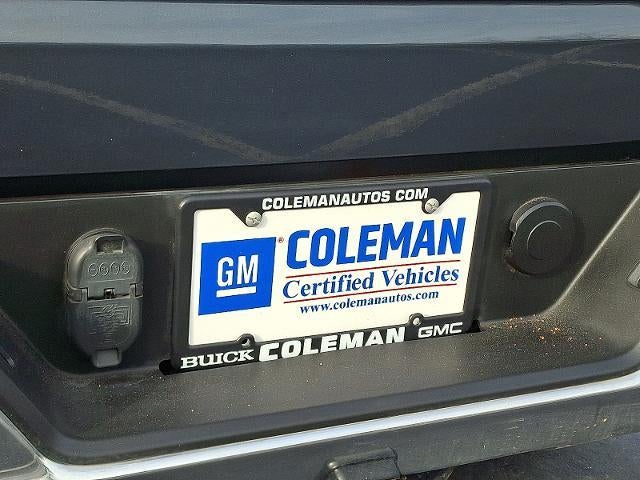 COLEMANAUTOS COM
GM ® COLEMAN
Certified Vehicles
www.colemanautos.com
BUICK COLEMAN GMC